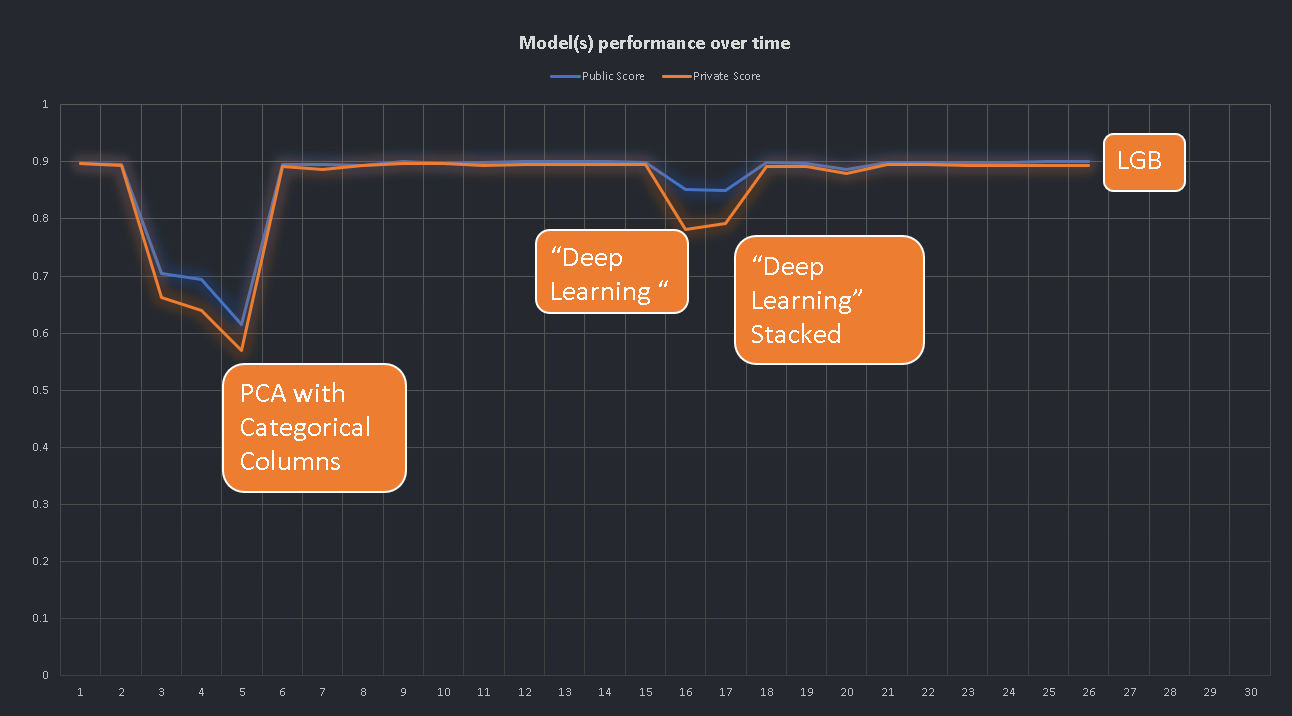 Model(s) performance over time
Public Score Private Score
1
0.9
0.8
0.7
0.6
0.5
0.4
0.3
0.2
0.1
0
LGB
“Deep
Learning “
“Deep
Learning”
Stacked
PCA with
Categorical
Columns
1 2 3 4 5 6 7 8 9 10 11 12 13 14 15 16 17 18 19 20 21 22 23 24 25 26 27 28 29 30